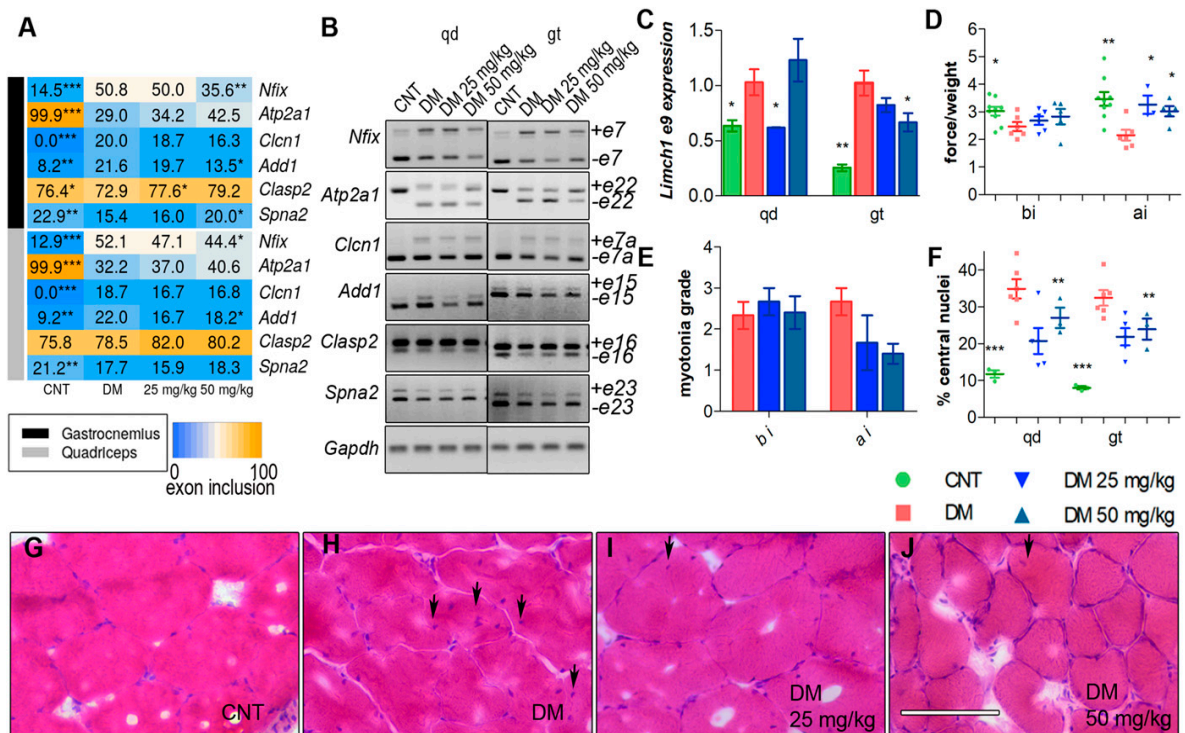 A
14.5*** 50.8 50.0 35.6** Nfix
99.9*** 29.0 34.2 42.5 Atp2a1
0.0*** 20.0 18.7 16.3 Clcn1
8.2** 21.6 19.7 13.5* Add1
76.4* 72.9 77.6* 79.2 Clasp2
22.9** 15.4 16.0 20.0* Spna2
12.9*** 52.1 47.1 44.4* Nfix
99.9*** 32.2 37.0 40.6 Atp2a1
0.0*** 18.7 16.7 16.8 Clcn1
9.2** 22.0 16.7 18.2* Add1
75.8 78.5 82.0 80.2 Clasp2
21.2** 17.7 15.9 18.3 Spna2
CNT DM 25 mg/kg 50 mg/kg
Gastrocnemius
Quadriceps
0 100
exon inclusion
B
qd gt
CNT DM DM 25 mg/kg DM 50 mg/kg CNT DM DM 25 mg/kg DM 50 mg/kg
Nfix +e7
-e7
Atp2a1 +e22
-e22
Clcn1 +e7a
-e7a
Add1 +e15
-e15
Clasp2 +e16
-e16
Spna2 +e23
-e23
Gapdh
C
Limch1 e9 expression
1.5
1.0
0.5
0.0
* * ** *
qd gt
D
force/weight
6
5
4
3
2
1
0
* ** * *
bi ai
E
myotonia grade
4
3
2
1
0
bi ai
F
% central nuclei
40
30
20
10
0
*** ** *** **
qd gt
CNT DM 25 mg/kg
DM DM 50 mg/kg
G
CNT
H
DM
I
DM
25 mg/kg
J
DM
50 mg/kg